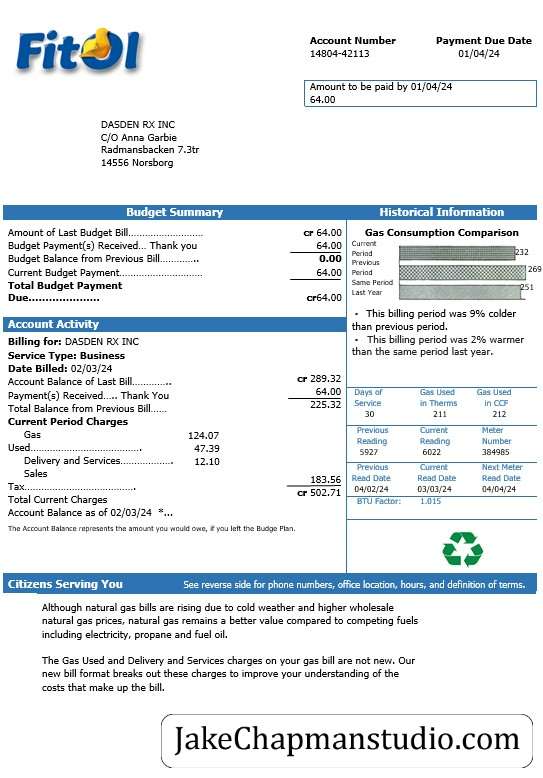 FitOl
Account Number
Payment Due Date
14804-42113
01/04/24
Amount to be paid by 01/04/24
64.00
DASDEN RX INC
C/O Anna Garbie
Radmansbacken 7.3tr
14556 Norsborg
Budget Summary
Amount of Last Budget Bill………………………. cr 64.00
Budget Payment(s) Received… Thank you 64.00
Budget Balance from Previous Bill………….. 0.00
Current Budget Payment………………………… 64.00
Total Budget Payment
Due………………… cr64.00
Account Activity
Billing for: DASDEN RX INC
Service Type: Business
Date Billed: 02/03/24
Account Balance of Last Bill………….. cr 289.32
Payment(s) Received….. Thank You 64.00
Total Balance from Previous Bill…… 225.32
Current Period Charges
Gas 124.07
Used…………………………………. 47.39
Delivery and Services………………. 12.10
Sales
Tax…………………………………. 183.56
Total Current Charges cr 502.71
Account Balance as of 02/03/24 *…
The Account Balance represents the amount you would owe, if you left the Budge Plan.
Historical Information
Gas Consumption Comparison
Current
Period 232
Previous
Period 269
Same Period
Last Year 251
- This billing period was 9% colder
than previous period.
- This billing period was 2% warmer
than the same period last year.
Days of Gas Used Gas Used
Service in Therms in CCF
30 211 212
Previous Current Meter
Reading Reading Number
5927 6022 384985
Previous Current Next Meter
Read Date Read Date Read Date
04/02/24 03/03/24 04/04/24
BTU Factor: 1.015
Citizens Serving You See reverse side for phone numbers, office location, hours, and definition of terms.
Although natural gas bills are rising due to cold weather and higher wholesale
natural gas prices, natural gas remains a better value compared to competing fuels
including electricity, propane and fuel oil.
The Gas Used and Delivery and Services charges on your gas bill are not new. Our
new bill format breaks out these charges to improve your understanding of the
costs that make up the bill.
JakeChapmanstudio.com